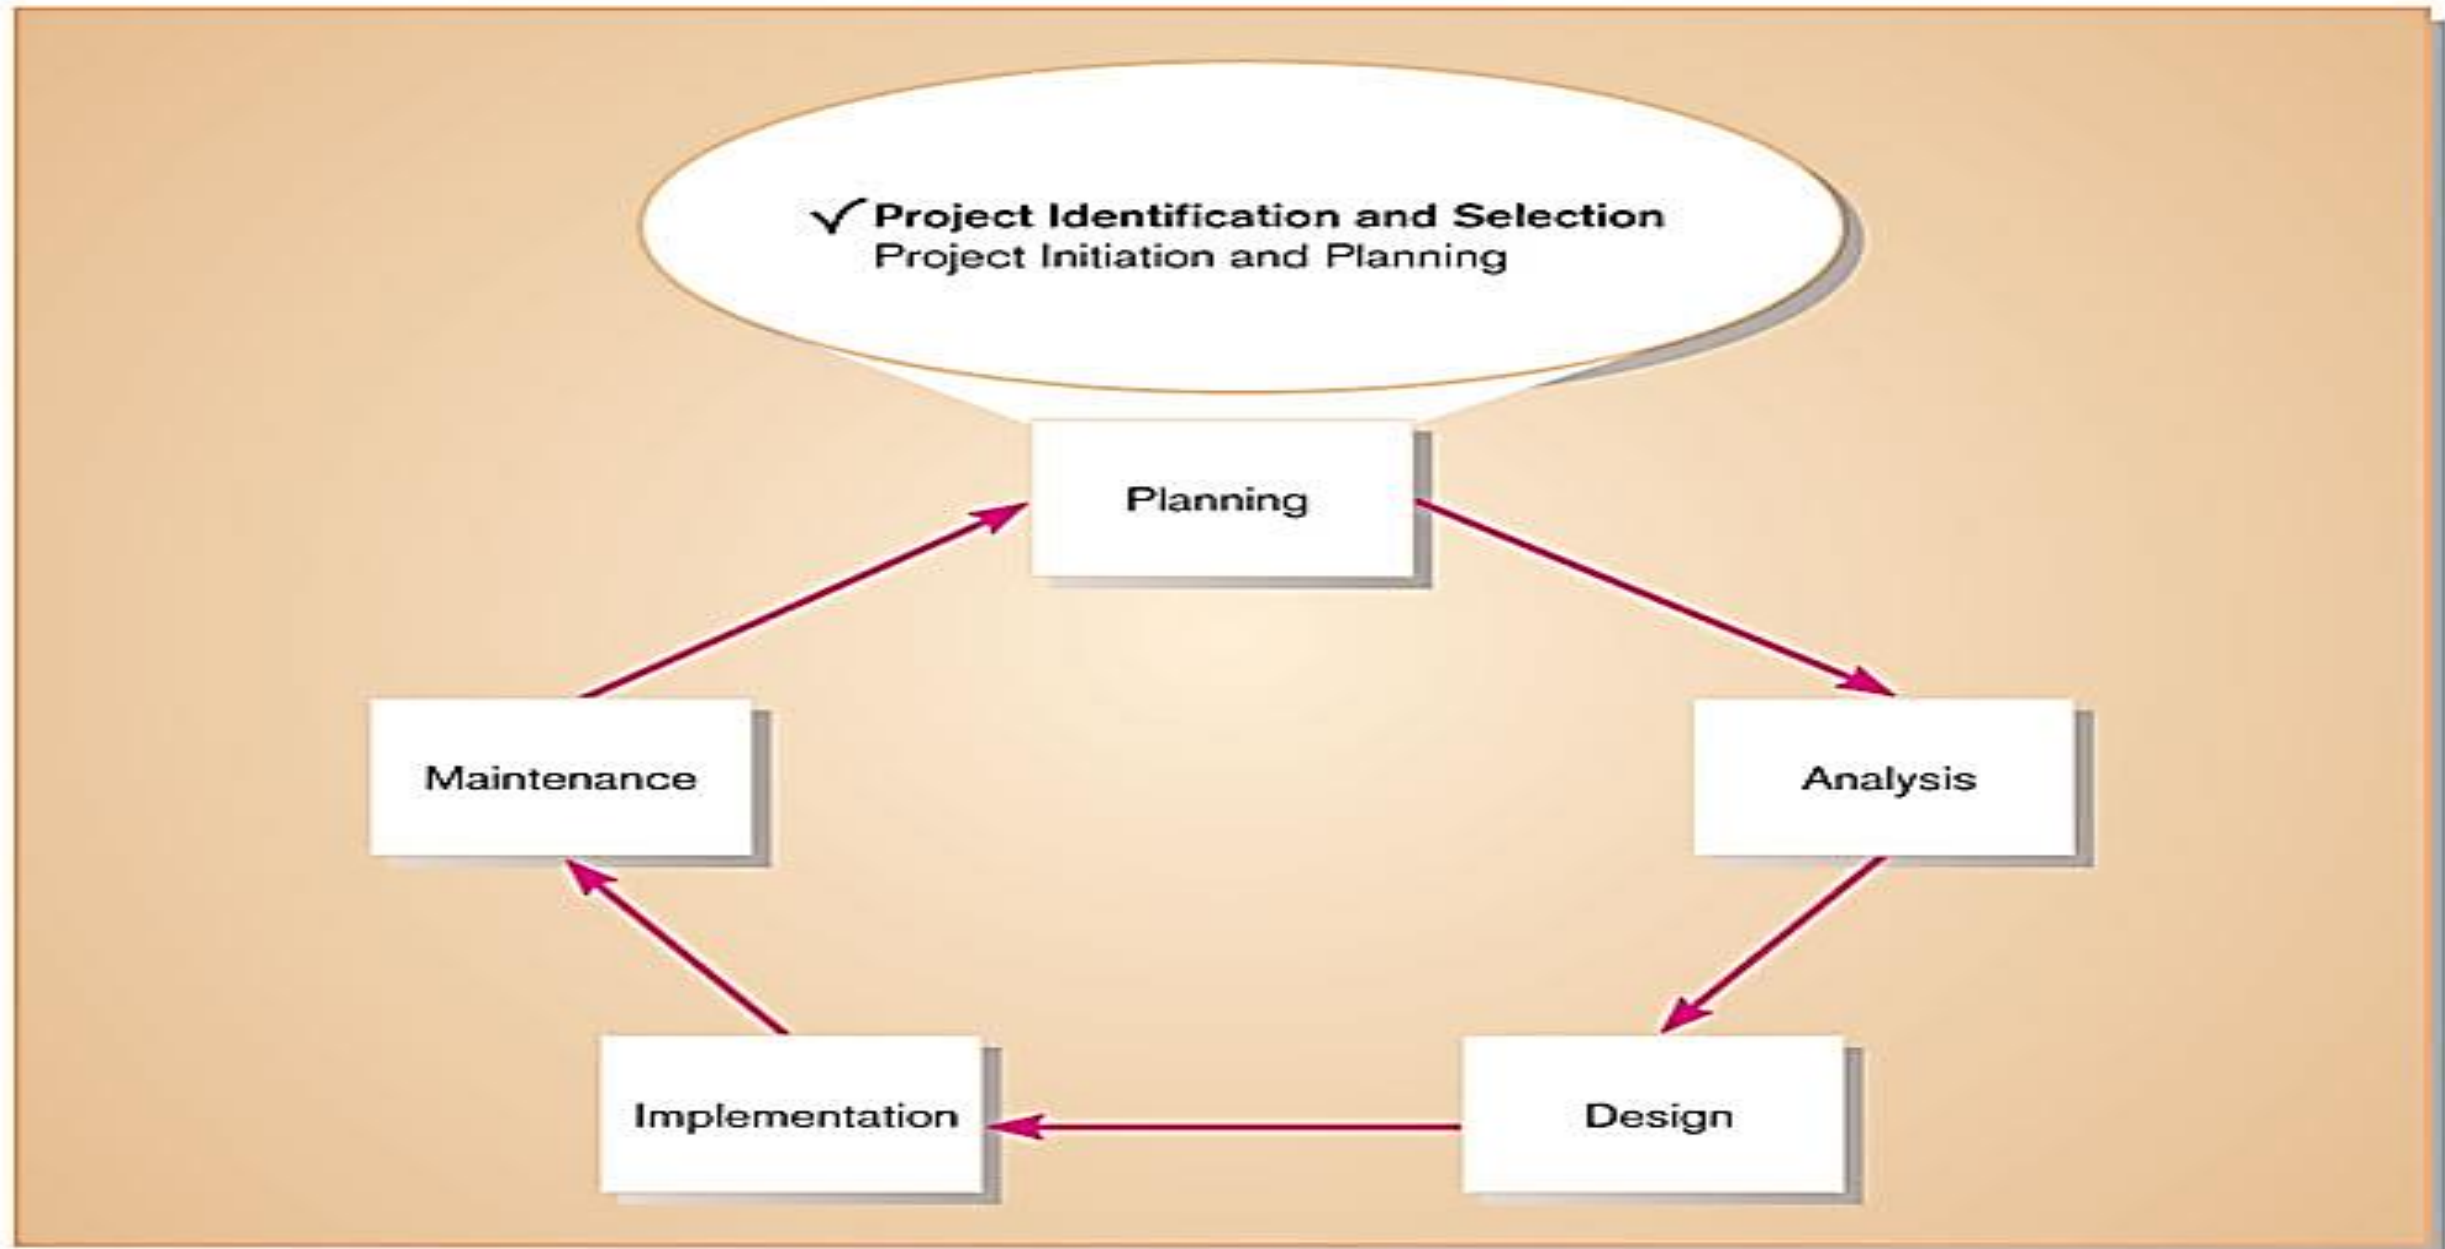 ✓ Project Identification and Selection
Project Initiation and Planning
Planning
Maintenance
Analysis
Implementation
Design